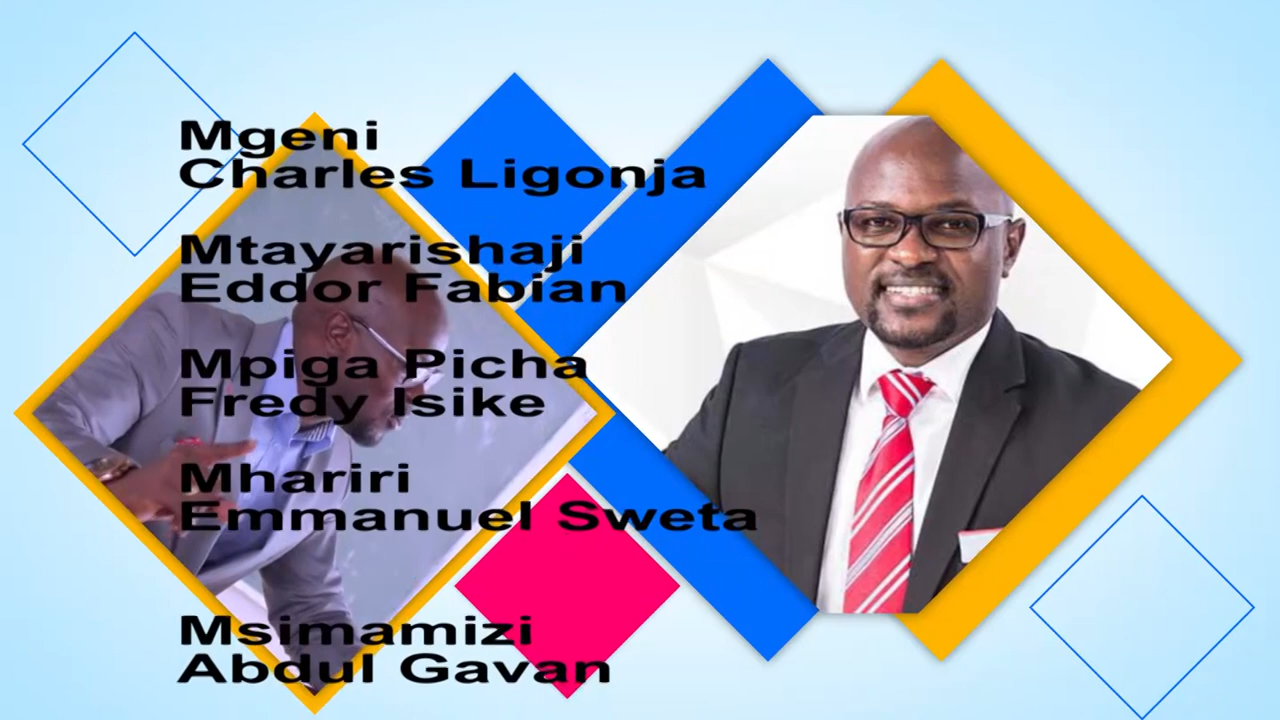 Mgeni
Charles Ligonja
Mtayarishaji
Eddor Fabian
Mpiga Picha
Fredy Isike
Mhariri
Emmanuel Sweta
Msimamizi
Abdul Gavan